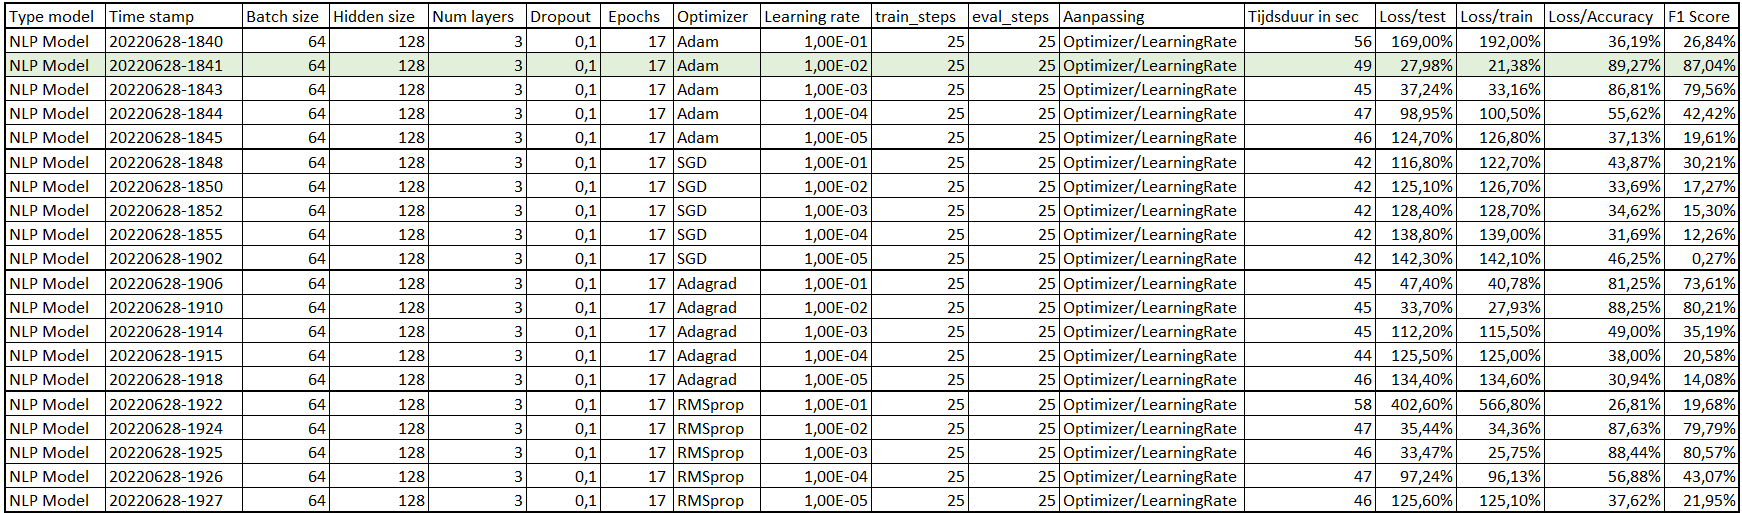 Type model Time stamp Batch size Hidden size Num layers Dropout Epochs Optimizer Learning rate train_steps eval_steps Aanpassing Tijdsduur in sec Loss/test Loss/train Loss/Accuracy F1 Score
NLP Model 20220628-1840 64 128 3 0,1 17 Adam 1,00E-01 25 25 Optimizer/LearningRate 56 169,00% 192,00% 36,19% 26,84%
NLP Model 20220628-1841 64 128 3 0,1 17 Adam 1,00E-02 25 25 Optimizer/LearningRate 49 27,98% 21,38% 89,27% 87,04%
NLP Model 20220628-1843 64 128 3 0,1 17 Adam 1,00E-03 25 25 Optimizer/LearningRate 45 37,24% 33,16% 86,81% 79,56%
NLP Model 20220628-1844 64 128 3 0,1 17 Adam 1,00E-04 25 25 Optimizer/LearningRate 47 98,95% 100,50% 55,62% 42,42%
NLP Model 20220628-1845 64 128 3 0,1 17 Adam 1,00E-05 25 25 Optimizer/LearningRate 46 124,70% 126,80% 37,13% 19,61%
NLP Model 20220628-1848 64 128 3 0,1 17 SGD 1,00E-01 25 25 Optimizer/LearningRate 42 116,80% 122,70% 43,87% 30,21%
NLP Model 20220628-1850 64 128 3 0,1 17 SGD 1,00E-02 25 25 Optimizer/LearningRate 42 125,10% 126,70% 33,69% 17,27%
NLP Model 20220628-1852 64 128 3 0,1 17 SGD 1,00E-03 25 25 Optimizer/LearningRate 42 128,40% 128,70% 34,62% 15,30%
NLP Model 20220628-1855 64 128 3 0,1 17 SGD 1,00E-04 25 25 Optimizer/LearningRate 42 138,80% 139,00% 31,69% 12,26%
NLP Model 20220628-1902 64 128 3 0,1 17 SGD 1,00E-05 25 25 Optimizer/LearningRate 42 142,30% 142,10% 46,25% 0,27%
NLP Model 20220628-1906 64 128 3 0,1 17 Adagrad 1,00E-01 25 25 Optimizer/LearningRate 45 47,40% 40,78% 81,25% 73,61%
NLP Model 20220628-1910 64 128 3 0,1 17 Adagrad 1,00E-02 25 25 Optimizer/LearningRate 45 33,70% 27,93% 88,25% 80,21%
NLP Model 20220628-1914 64 128 3 0,1 17 Adagrad 1,00E-03 25 25 Optimizer/LearningRate 45 112,20% 115,50% 49,00% 35,19%
NLP Model 20220628-1915 64 128 3 0,1 17 Adagrad 1,00E-04 25 25 Optimizer/LearningRate 44 125,50% 125,00% 38,00% 20,58%
NLP Model 20220628-1918 64 128 3 0,1 17 Adagrad 1,00E-05 25 25 Optimizer/LearningRate 46 134,40% 134,60% 30,94% 14,08%
NLP Model 20220628-1922 64 128 3 0,1 17 RMSprop 1,00E-01 25 25 Optimizer/LearningRate 58 402,60% 566,80% 26,81% 19,68%
NLP Model 20220628-1924 64 128 3 0,1 17 RMSprop 1,00E-02 25 25 Optimizer/LearningRate 47 35,44% 34,36% 87,63% 79,79%
NLP Model 20220628-1925 64 128 3 0,1 17 RMSprop 1,00E-03 25 25 Optimizer/LearningRate 46 33,47% 25,75% 88,44% 80,57%
NLP Model 20220628-1926 64 128 3 0,1 17 RMSprop 1,00E-04 25 25 Optimizer/LearningRate 47 97,24% 96,13% 56,88% 43,07%
NLP Model 20220628-1927 64 128 3 0,1 17 RMSprop 1,00E-05 25 25 Optimizer/LearningRate 46 125,60% 125,10% 37,62% 21,95%